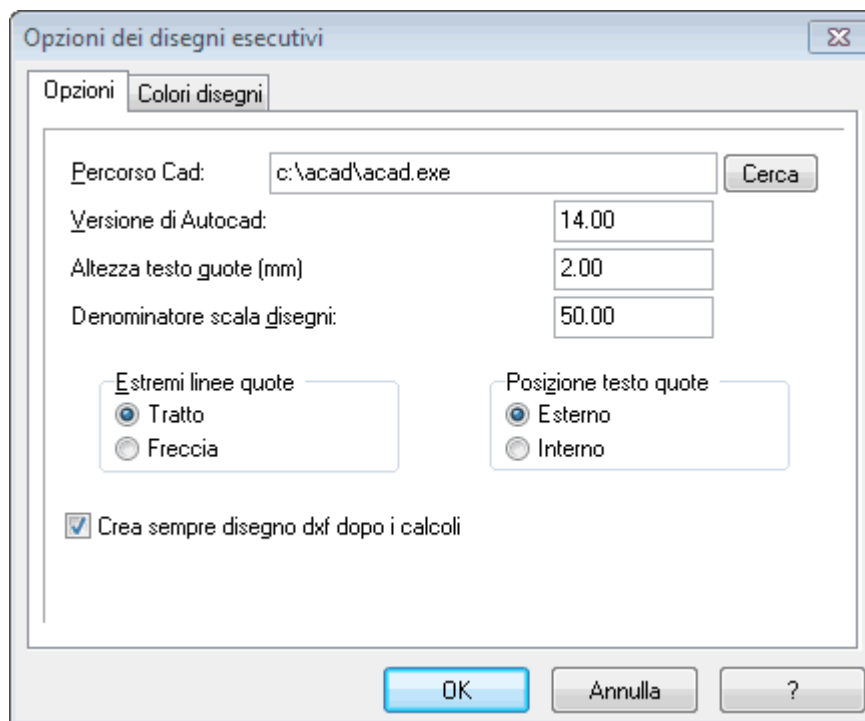 Opzioni dei disegni esecutivi
Opzioni Colori disegni
Percorso Cad: c:\acad\acad.exe Cerca
Versione di Autocad: 14.00
Altezza testo quote (mm) 2.00
Denominatore scala disegni: 50.00
Estremi linee quote Posizione testo quote
Tratto Esterno
Freccia Interno
Crea sempre disegno dxf dopo i calcoli
OK Annulla ?